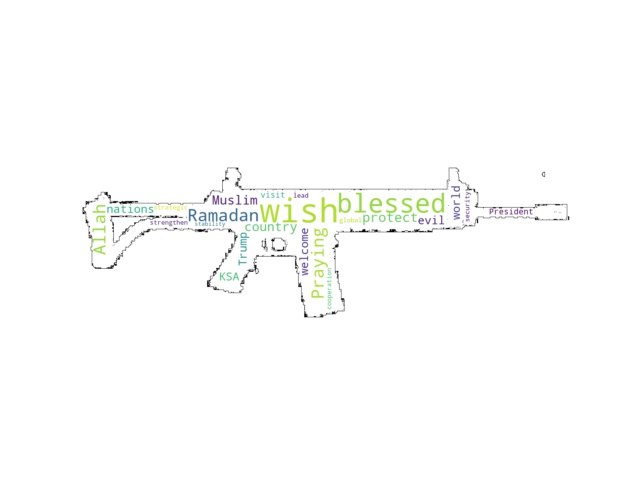 visit
lead
Muslim
wish
blessed
world
security
Allah
nations
strategic
Ramadan
global
protect
evil
President
strengthen
stability
country
Trump
welcome
Praying
KSA
cooperation